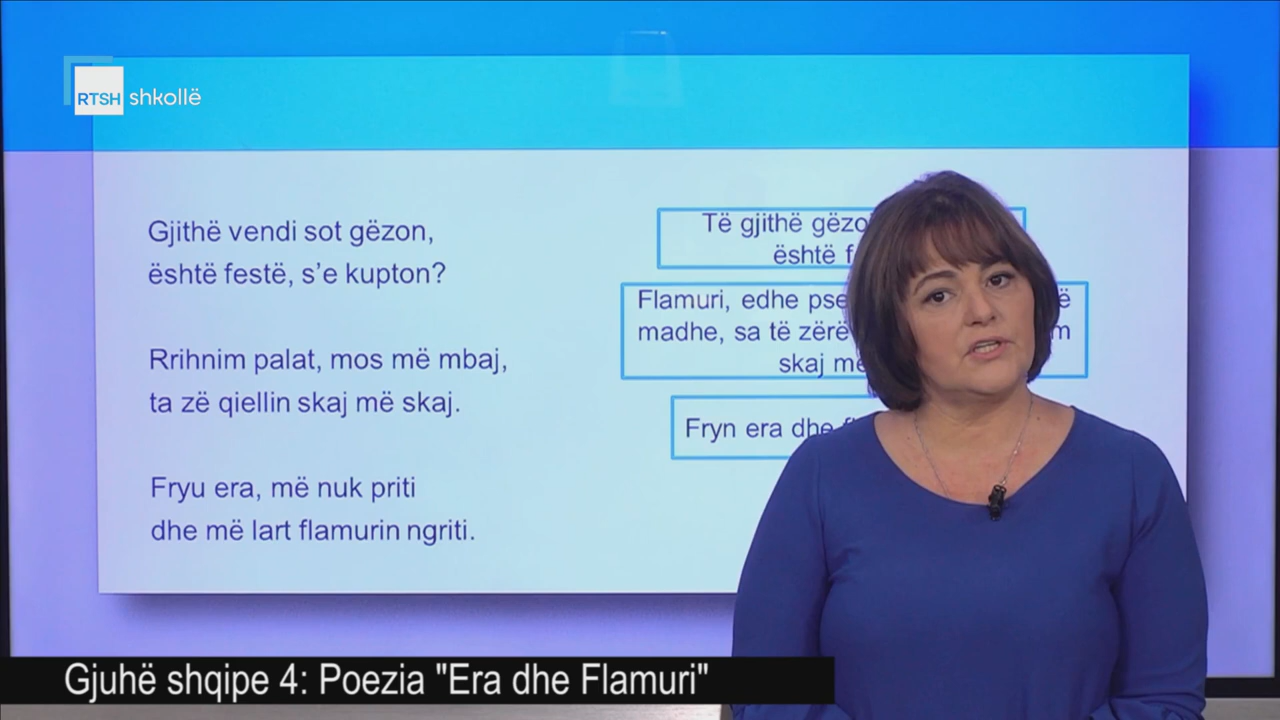 RTSH shkollë
Gjithë vendi sot gëzon,
është festë, s’e kupton?
Rrihnim palat, mos më mbaj,
ta zë qiellin skaj më skaj.
Fryu era, më nuk priti
dhe më lart flamurin ngriti.
Të gjithë
është
Flamuri, edhe pse
madhe, sa të zërë
skaj
Fryn era dhe
Gjuhë shqipe 4: Poezia "Era dhe Flamuri"